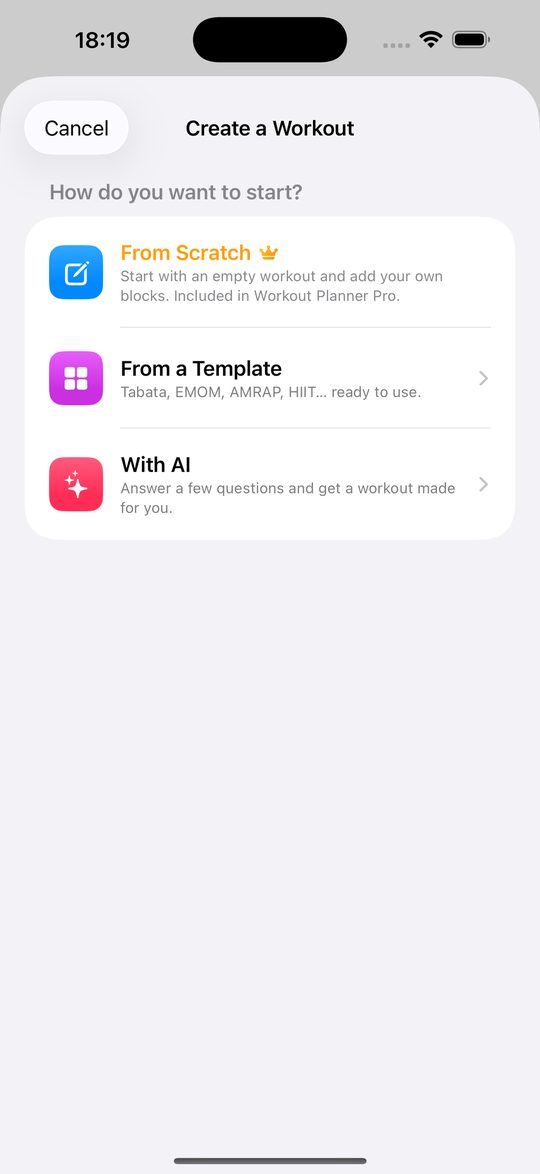 18:19
Cancel
Create a Workout
How do you want to start?
From Scratch
Start with an empty workout and add your own
blocks. Included in Workout Planner Pro.
From a Template
Tabata, EMOM, AMRAP, HIIT... ready to use.
With AI
Answer a few questions and get a workout made
for you.